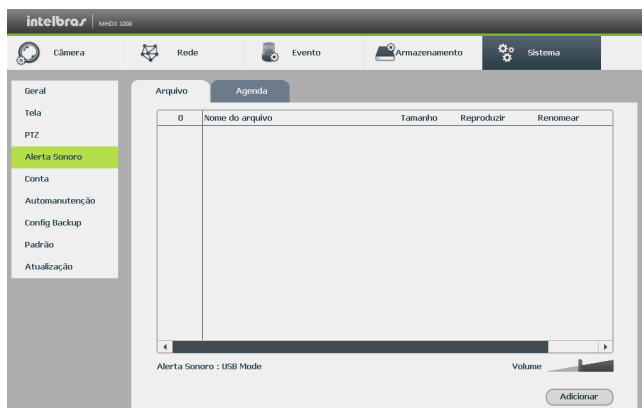 intelbras MHDX 1008
Câmera Rede Evento Armazenamento Sistema
Geral
Tela
PTZ
Alerta Sonoro
Conta
Automanutenção
Config Backup
Padrão
Atualização
Arquivo Agenda
0 Nome do arquivo Tamanho Reproduzir Renomear
Alerta Sonoro : USB Mode Volume
Adicionar